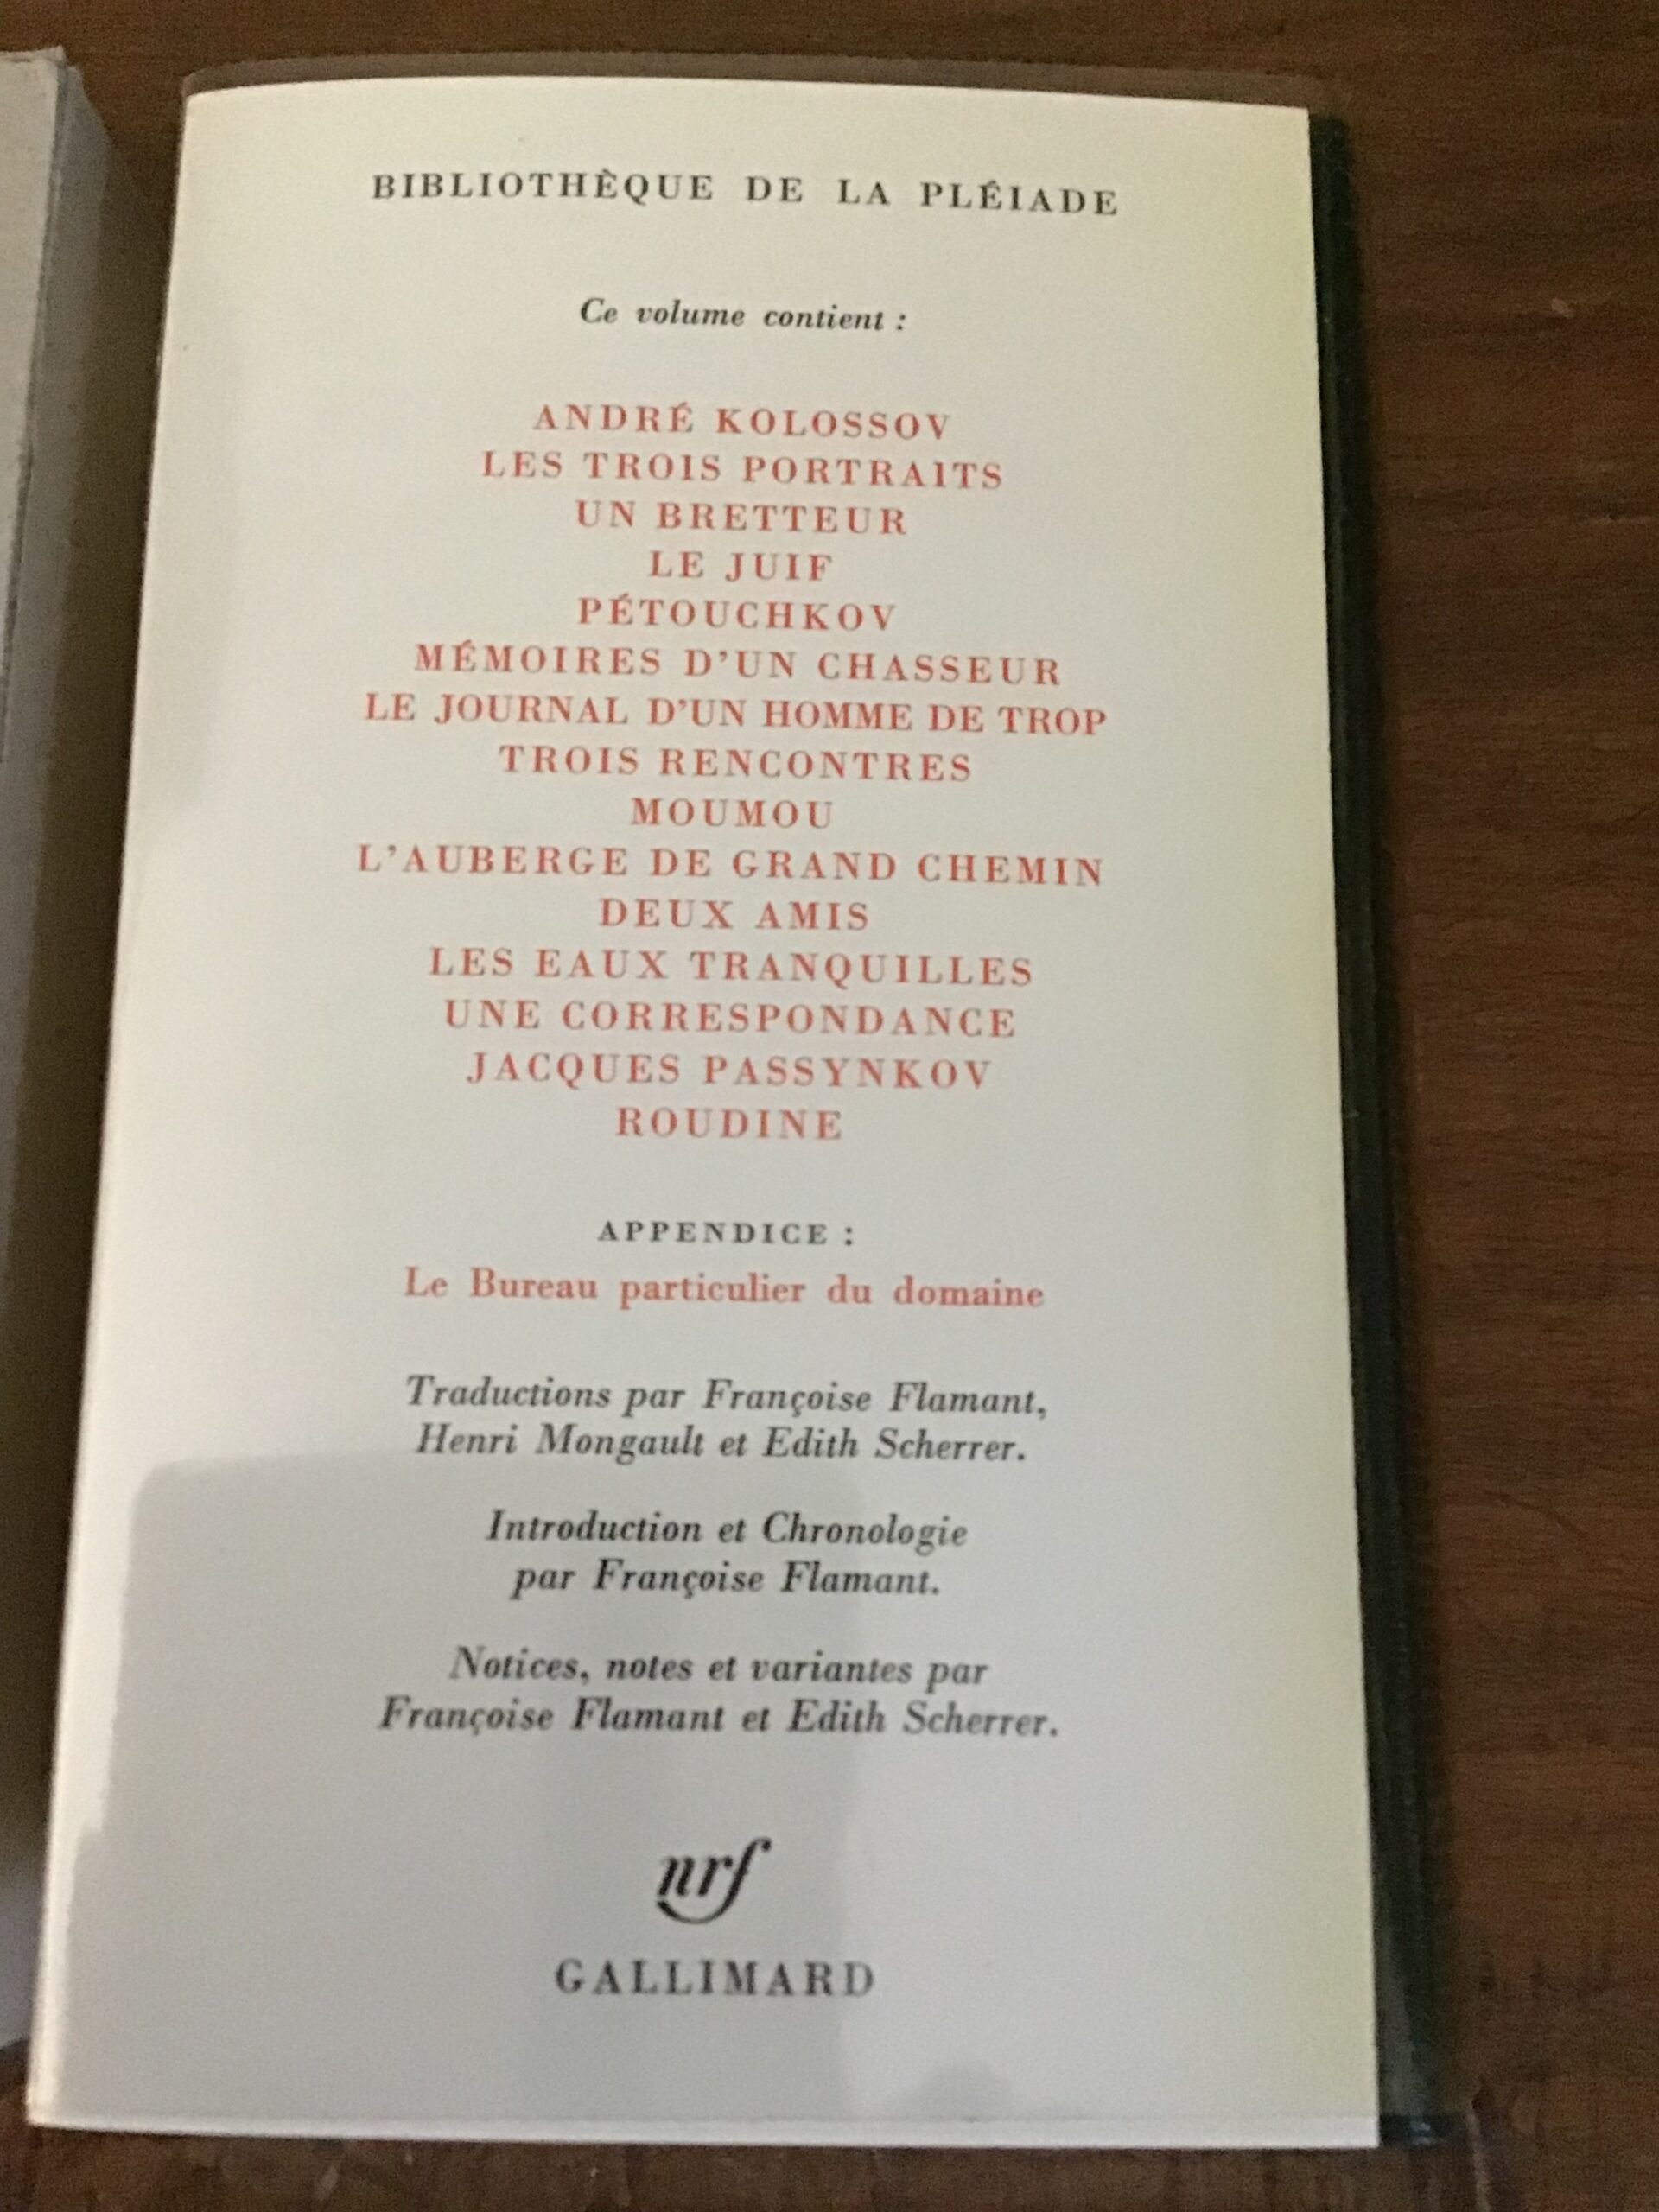 BIBLIOTHÈQUE DE LA PLÉIADE
Ce volume contient :
ANDRÉ KOLOSSOV
LES TROIS PORTRAITS
UN BRETTEUR
LE JUIF
PÉTOUCHKOV
MÉMOIRES D'UN CHASSEUR
LE JOURNAL D'UN HOMME DE TROP
TROIS RENCONTRES
MOUMOU
L'AUBERGE DE GRAND CHEMIN
DEUX AMIS
LES EAUX TRANQUILLES
UNE CORRESPONDANCE
JACQUES PASSYNKOV
ROUDINE
APPENDICE :
Le Bureau particulier du domaine
Traductions par Françoise Flamant,
Henri Mongault et Edith Scherrer.
Introduction et Chronologie
par Françoise Flamant.
Notices, notes et variantes par
Françoise Flamant et Edith Scherrer.
nrf
GALLIMARD